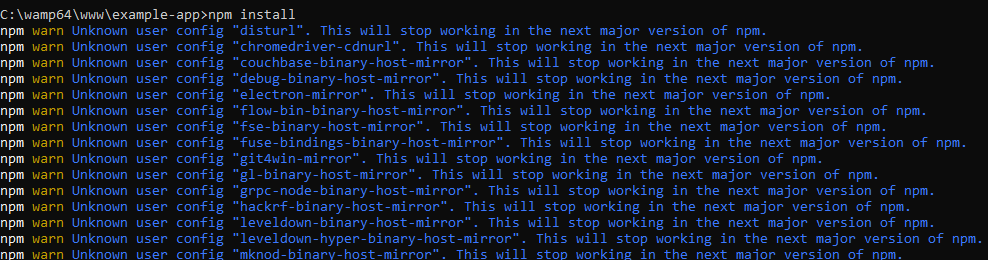 C:\wamp64\www\example-app>npm install
npm warn Unknown user config "disturl". This will stop working in the next major version of npm.
npm warn Unknown user config "chromedriver-cdnurl". This will stop working in the next major version of npm.
npm warn Unknown user config "couchbase-binary-host-mirror". This will stop working in the next major version of npm.
npm warn Unknown user config "debug-binary-host-mirror". This will stop working in the next major version of npm.
npm warn Unknown user config "electron-mirror". This will stop working in the next major version of npm.
npm warn Unknown user config "flow-bin-binary-host-mirror". This will stop working in the next major version of npm.
npm warn Unknown user config "fse-binary-host-mirror". This will stop working in the next major version of npm.
npm warn Unknown user config "fuse-bindings-binary-host-mirror". This will stop working in the next major version of npm.
npm warn Unknown user config "git4win-mirror". This will stop working in the next major version of npm.
npm warn Unknown user config "gl-binary-host-mirror". This will stop working in the next major version of npm.
npm warn Unknown user config "grpc-node-binary-host-mirror". This will stop working in the next major version of npm.
npm warn Unknown user config "hackrf-binary-host-mirror". This will stop working in the next major version of npm.
npm warn Unknown user config "leveldown-binary-host-mirror". This will stop working in the next major version of npm.
npm warn Unknown user config "leveldown-hyper-binary-host-mirror". This will stop working in the next major version of npm.
npm warn Unknown user config "mknod-binary-host-mirror". This will stop working in the next major version of npm.